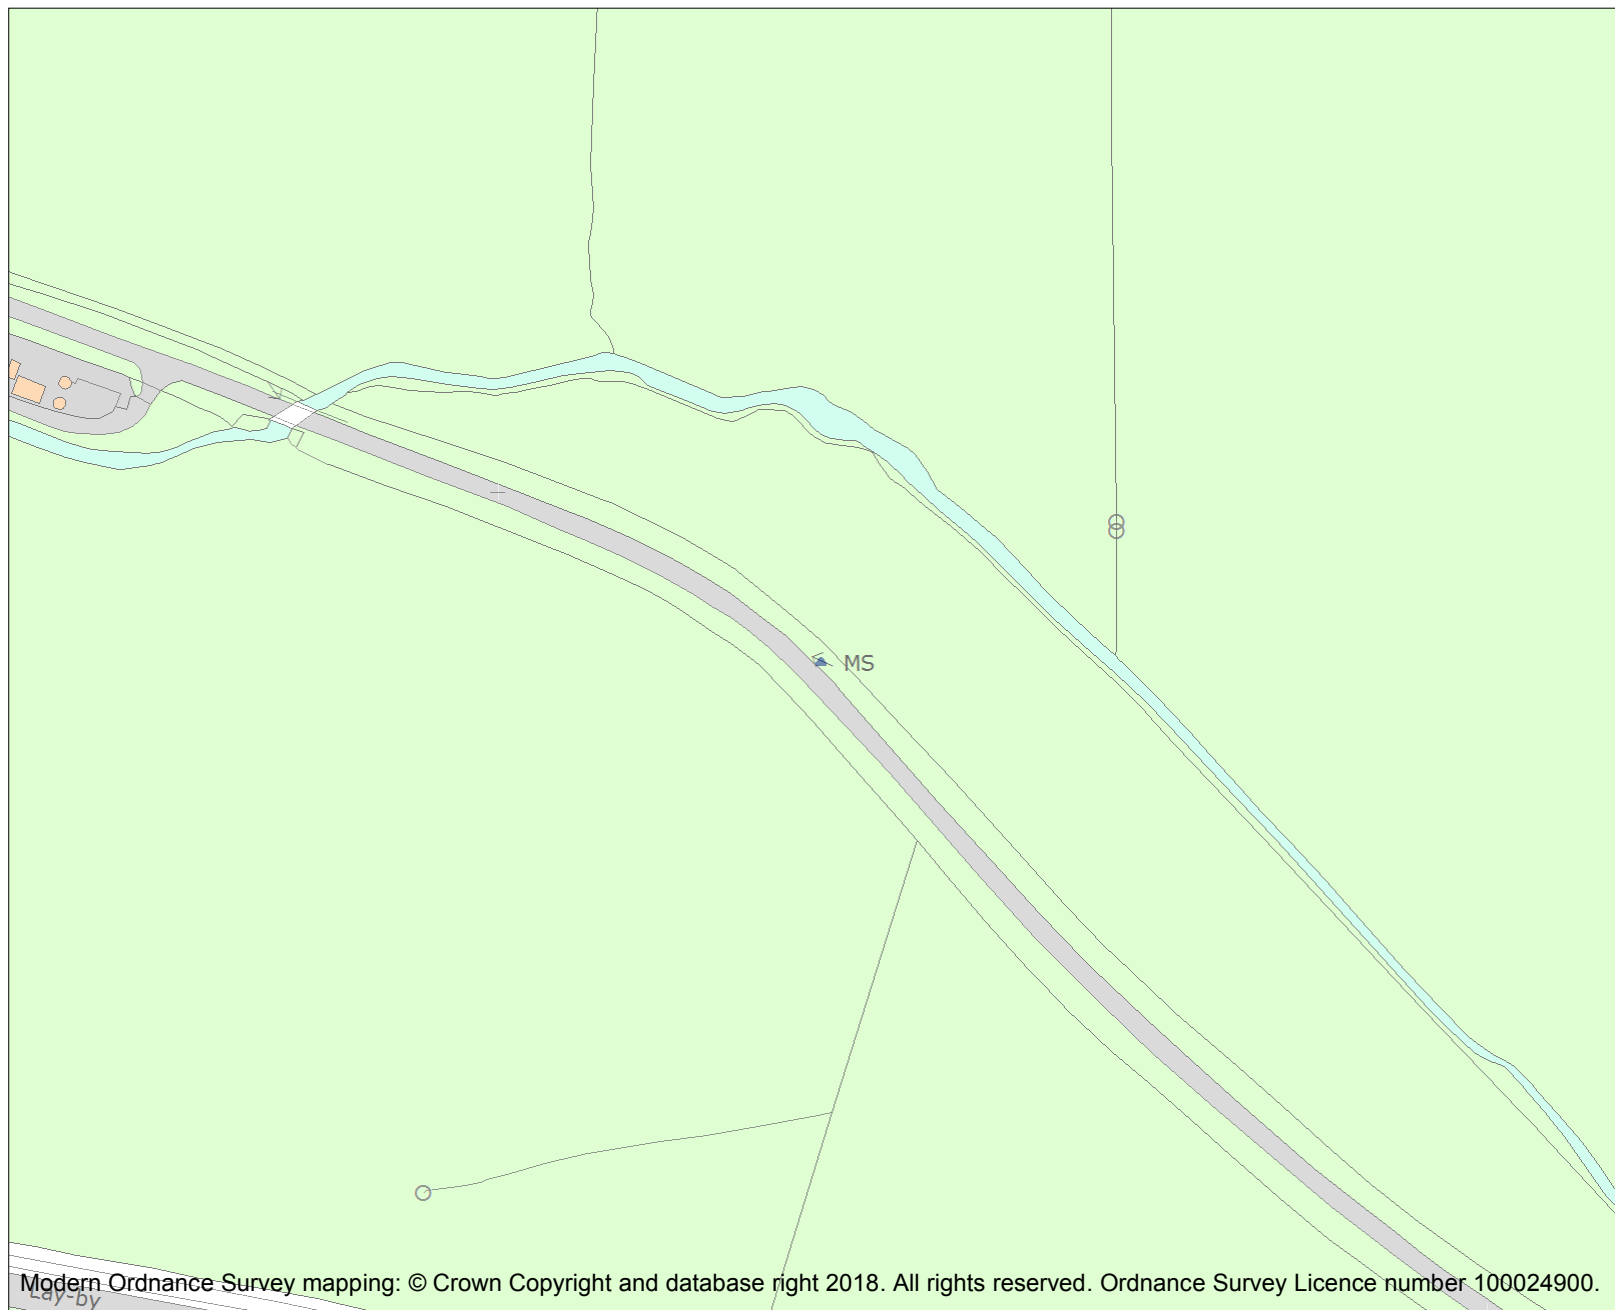 MS
Modern Ordnance Survey mapping: © Crown Copyright and database right 2018. All rights reserved. Ordnance Survey Licence number 100024900.
Lay-by